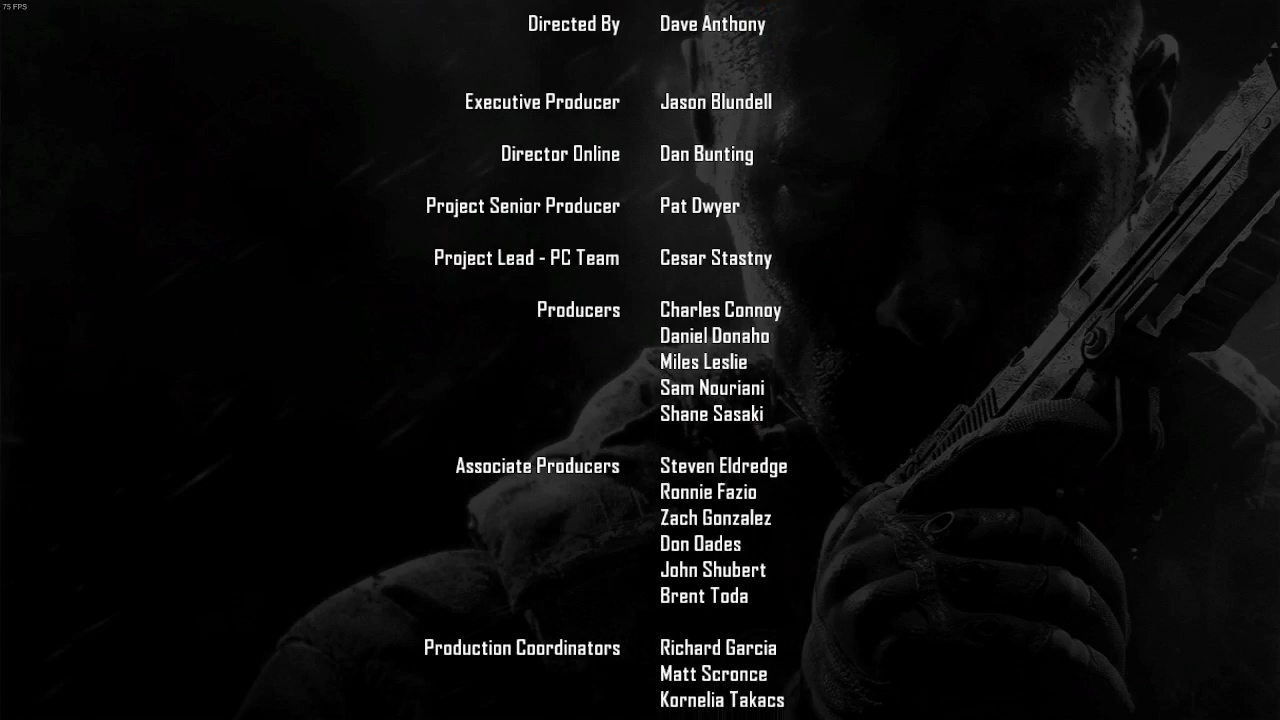 75 FPS
Directed By Dave Anthony
Executive Producer Jason Blundell
Director Online Dan Bunting
Project Senior Producer Pat Dwyer
Project Lead - PC Team Cesar Stastny
Producers Charles Connoy
Daniel Donaho
Miles Leslie
Sam Nouriani
Shane Sasaki
Associate Producers Steven Eldredge
Ronnie Fazio
Zach Gonzalez
Don Oades
John Shubert
Brent Toda
Production Coordinators Richard Garcia
Matt Scronce
Kornelia Takacs